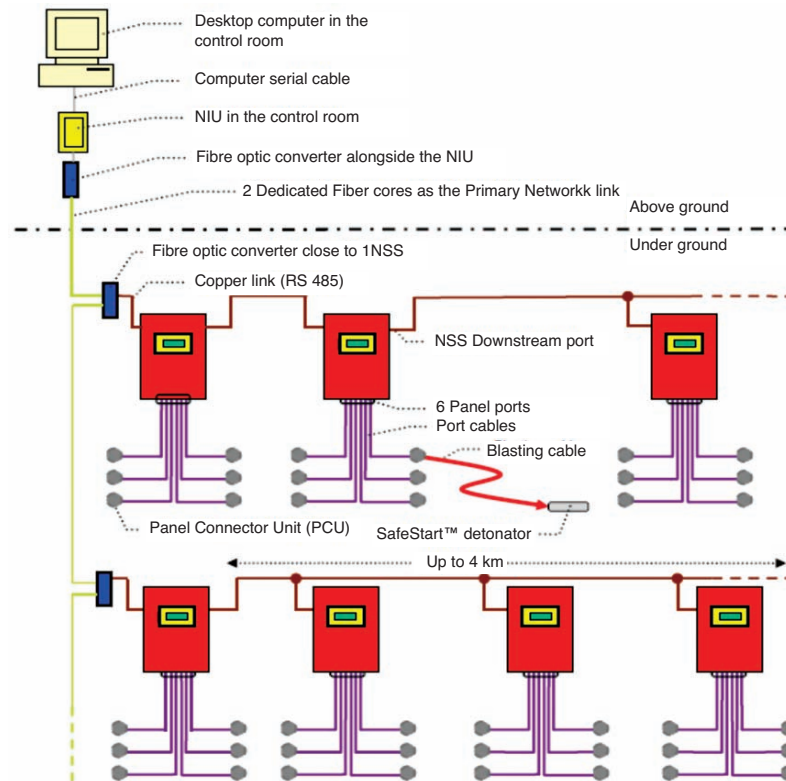 Desktop computer in the
control room
Computer serial cable
NIU in the control room
Fibre optic converter alongside the NIU
2 Dedicated Fiber cores as the Primary Networkk link
Above ground
Under ground
Fibre optic converter close to 1NSS
Copper link (RS 485)
NSS Downstream port
6 Panel ports
Port cables
Blasting cable
Panel Connector Unit (PCU)
SafeStart™ detonator
Up to 4 km